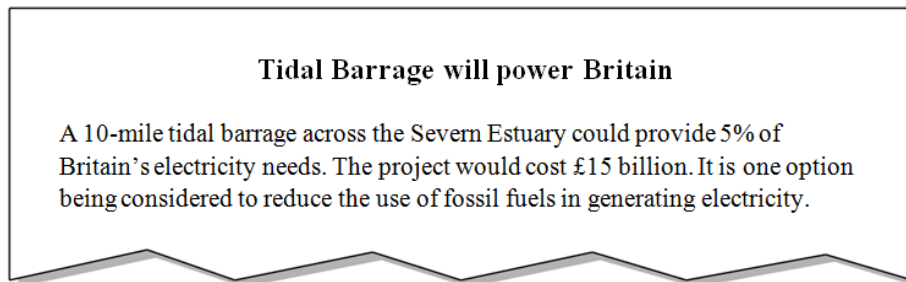 Tidal Barrage will power Britain
A 10-mile tidal barrage across the Severn Estuary could provide 5% of
Britain's electricity needs. The project would cost £15 billion. It is one option
being considered to reduce the use of fossil fuels in generating electricity.